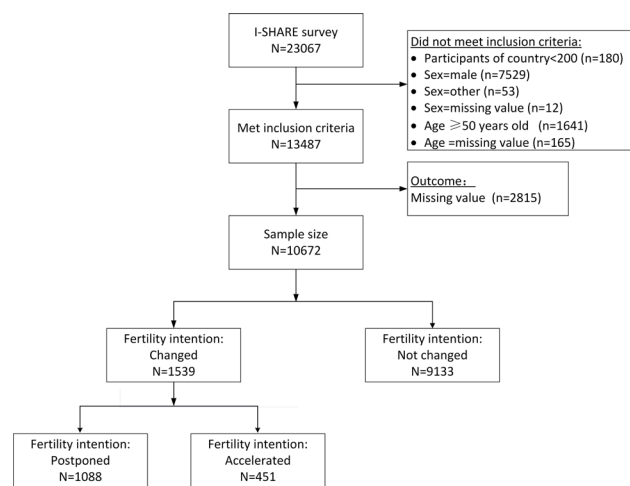 I-SHARE survey
N=23067
Did not meet inclusion criteria:
• Participants of country<200 (n=180)
• Sex=male (n=7529)
• Sex=other (n=53)
• Sex=missing value (n=12)
• Age ≥50 years old (n=1641)
• Age =missing value (n=165)
Met inclusion criteria
N=13487
Outcome:
Missing value (n=2815)
Sample size
N=10672
Fertility intention:
Changed
N=1539
Fertility intention:
Not changed
N=9133
Fertility intention:
Postponed
N=1088
Fertility intention:
Accelerated
N=451